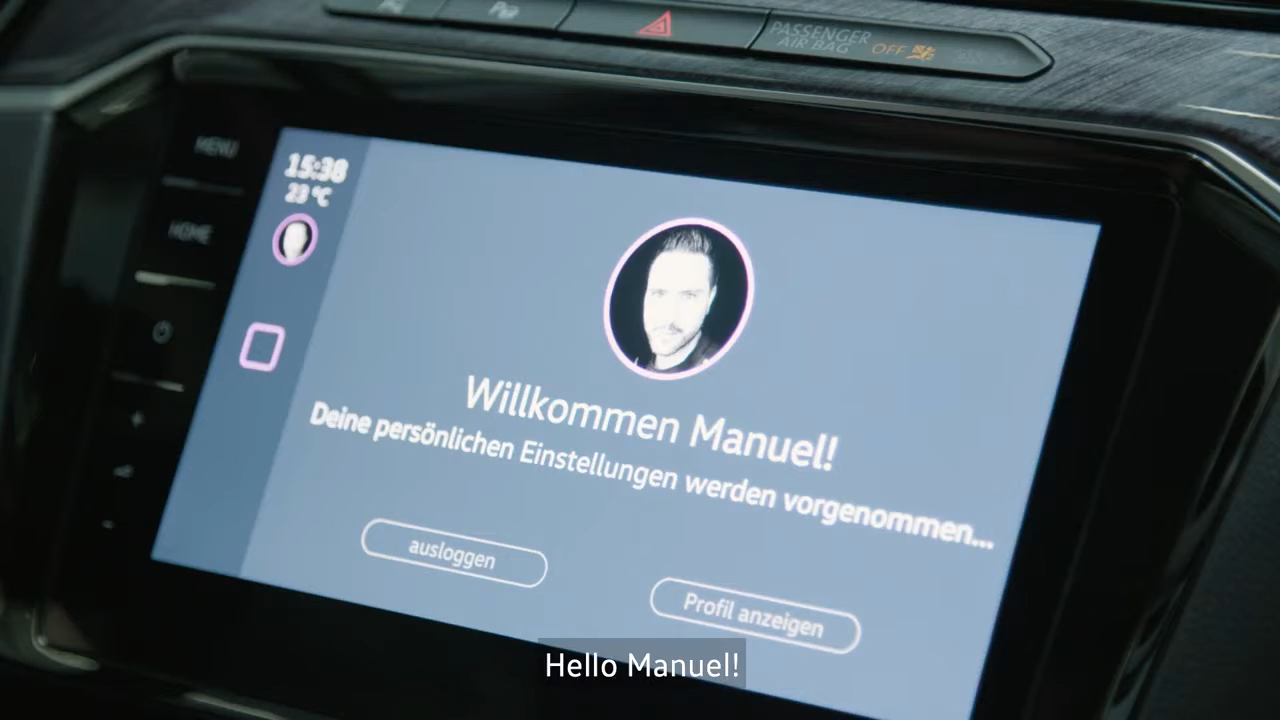 PASSENGER
AIR BAG OFF
MENU
HOME
15:38
23 °C
Willkommen Manuel!
Deine persönlichen Einstellungen werden vorgenommen...
ausloggen
Profil anzeigen
Hello Manuel!